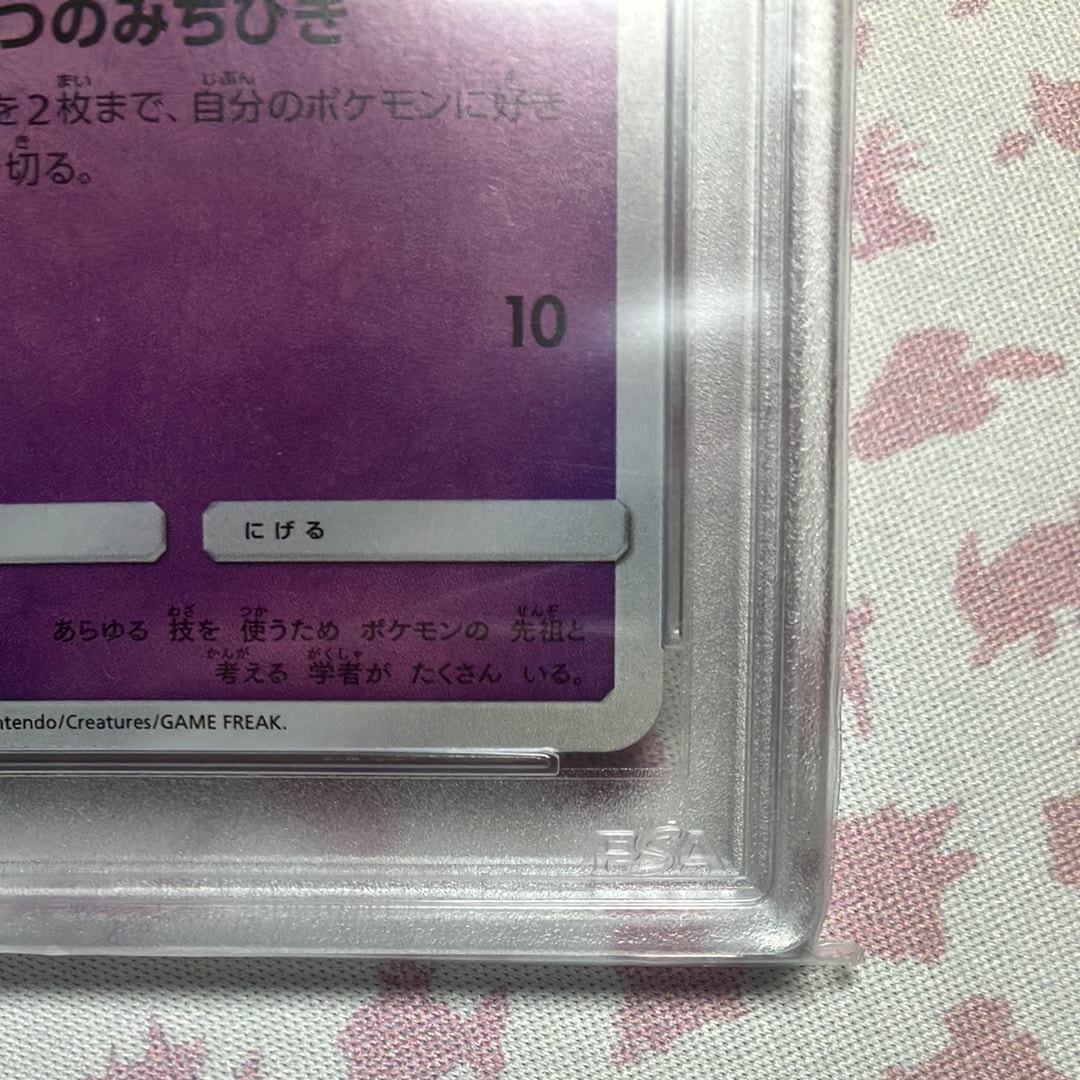 つのみちびき
を2枚まで、自分のポケモンに好き
切る。
10
にげる
あらゆる 技を 使うため ポケモンの 先祖と
考える 学者が たくさん いる。
ntendo/Creatures/GAME FREAK.
PSA